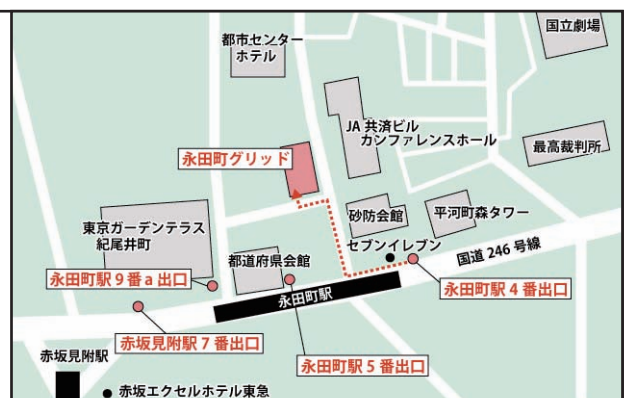 国立劇場
都市センター
ホテル
JA 共済ビル
カンファレンスホール
最高裁判所
永田町グリッド
東京ガーデンテラス
紀尾井町
砂防会館
平河町森タワー
セブンイレブン
国道 246 号線
都道府県会館
永田町駅 9 番 a 出口
永田町駅
永田町駅 4 番出口
赤坂見附駅 7 番出口
永田町駅 5 番出口
赤坂見附駅
赤坂エクセルホテル東急